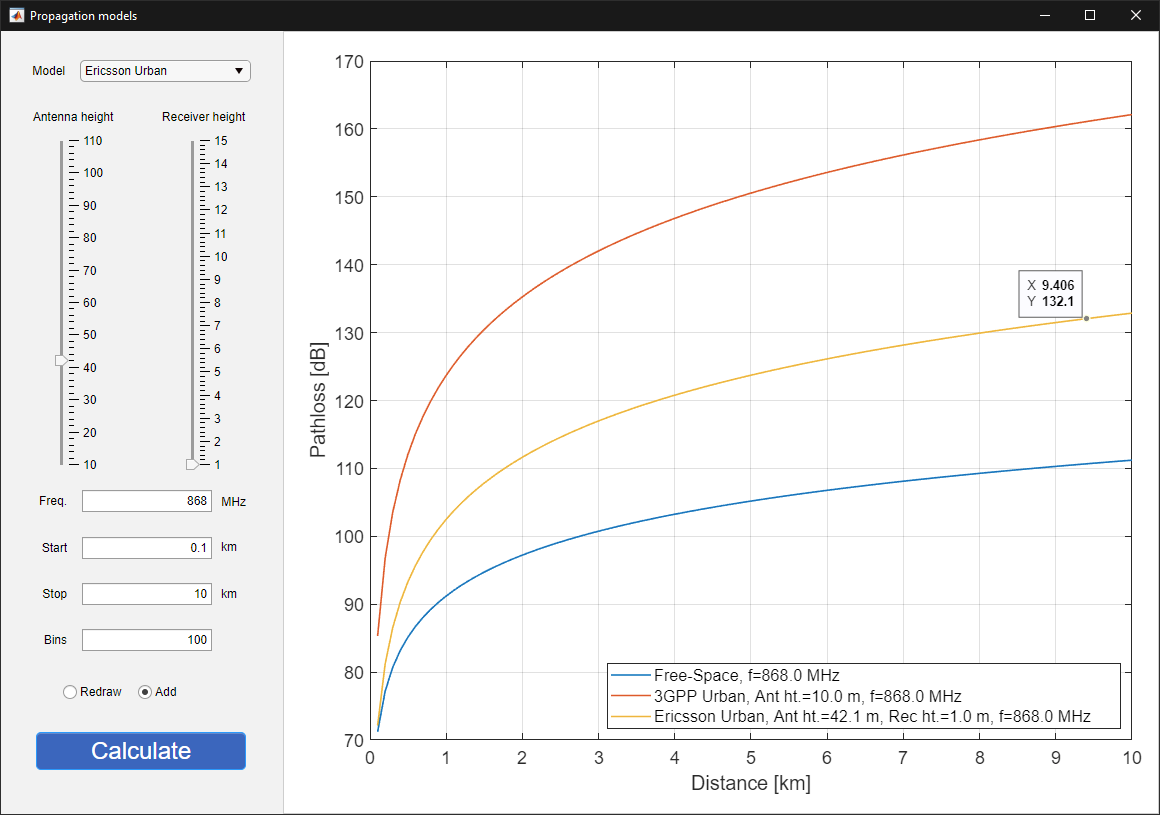 Propagation models
Model Ericsson Urban
Antenna height Receiver height
110
100
90
80
70
60
50
40
30
20
10
15
14
13
12
11
10
9
8
7
6
5
4
3
2
1
Freq. 868 MHz
Start 0.1 km
Stop 10 km
Bins 100
Redraw Add
Calculate
170
160
150
140
130
120
110
100
90
80
70
Pathloss [dB]
X 9.406
Y 132.1
Free-Space, f=868.0 MHz
3GPP Urban, Ant ht.=10.0 m, f=868.0 MHz
Ericsson Urban, Ant ht.=42.1 m, Rec ht.=1.0 m, f=868.0 MHz
0 1 2 3 4 5 6 7 8 9 10
Distance [km]